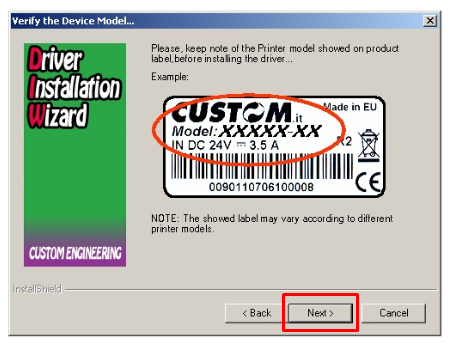 Verify the Device Model...
Please, keep note of the Printer model showed on product
label,before installing the driver...
Example:
Driver
Installation
Wizard
CUSTOM.it
Made in EU
Model:XXXXX-XX
IN DC 24V 3.5 A
R2
0090110706100008
CE
NOTE: The showed label may vary according to different
printer models.
CUSTOM ENGINEERING
InstallShield
< Back
Next >
Cancel